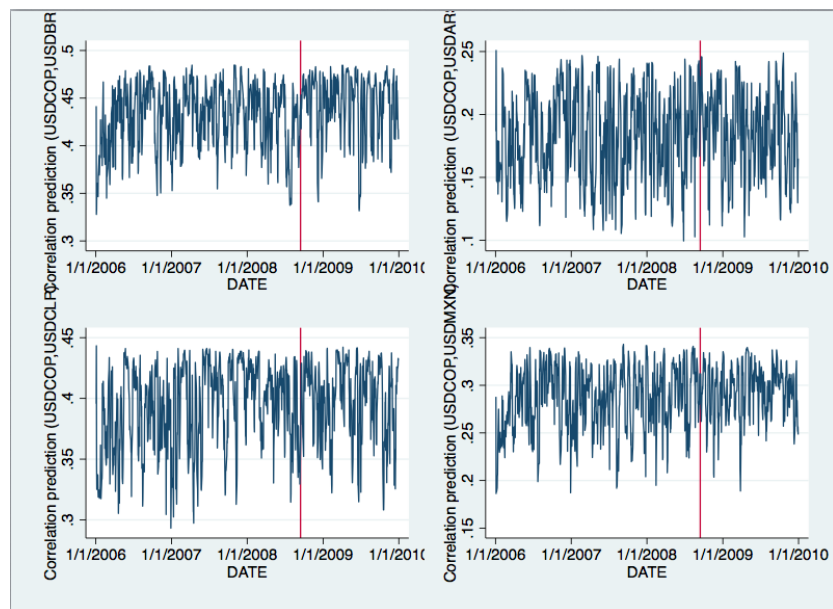 Correlation prediction (USDCOP,USDBR
.5
.45
.4
.35
.3
1/1/2006 1/1/2007 1/1/2008 1/1/2009 1/1/2010
DATE
Correlation prediction (USDCOP,USDARS
.25
.2
.15
.1
1/1/2006 1/1/2007 1/1/2008 1/1/2009 1/1/2010
DATE
Correlation prediction (USDCOP,USDCLP)
.45
.4
.35
.3
1/1/2006 1/1/2007 1/1/2008 1/1/2009 1/1/2010
DATE
Correlation prediction (USDCOP,USDMXN
.35
.3
.25
.2
.15
1/1/2006 1/1/2007 1/1/2008 1/1/2009 1/1/2010
DATE